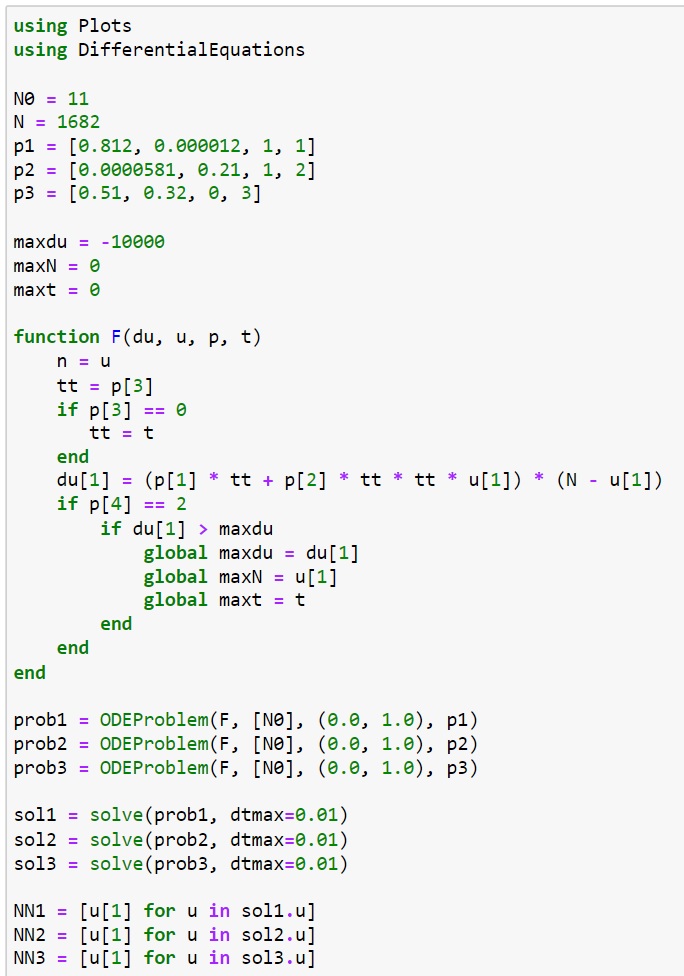 using Plots
using DifferentialEquations

N0 = 11
N = 1682
p1 = [0.812, 0.000012, 1, 1]
p2 = [0.0000581, 0.21, 1, 2]
p3 = [0.51, 0.32, 0, 3]

maxdu = -10000
maxN = 0
maxt = 0

function F(du, u, p, t)
    n = u
    tt = p[3]
    if p[3] == 0
       tt = t
    end
    du[1] = (p[1] * tt + p[2] * tt * tt * u[1]) * (N - u[1])
    if p[4] == 2
        if du[1] > maxdu
            global maxdu = du[1]
            global maxN = u[1]
            global maxt = t
        end
    end
end

prob1 = ODEProblem(F, [N0], (0.0, 1.0), p1)
prob2 = ODEProblem(F, [N0], (0.0, 1.0), p2)
prob3 = ODEProblem(F, [N0], (0.0, 1.0), p3)

sol1 = solve(prob1, dtmax=0.01)
sol2 = solve(prob2, dtmax=0.01)
sol3 = solve(prob3, dtmax=0.01)

NN1 = [u[1] for u in sol1.u]
NN2 = [u[1] for u in sol2.u]
NN3 = [u[1] for u in sol3.u]